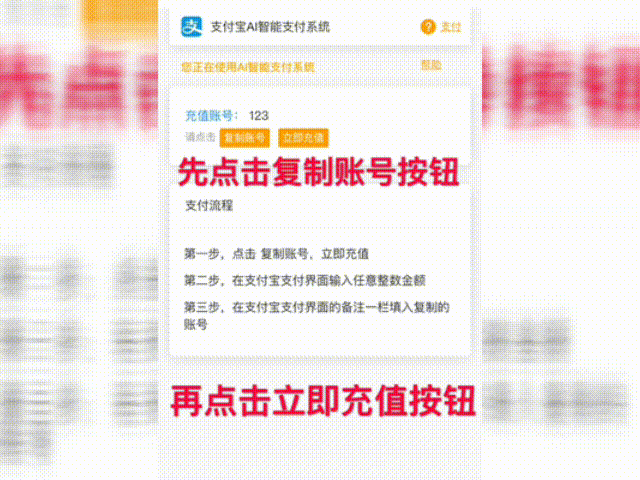 支付宝AI智能支付系统
? 支付
您正在使用AI智能支付系统
帮助
充值账号： 123
请点击 复制账号 立即充值
先点击复制账号按钮
支付流程
第一步，点击 复制账号、立即充值
第二步，在支付宝支付界面输入任意整数金额
第三步，在支付宝支付界面的备注一栏填入复制的
账号
再点击立即充值按钮